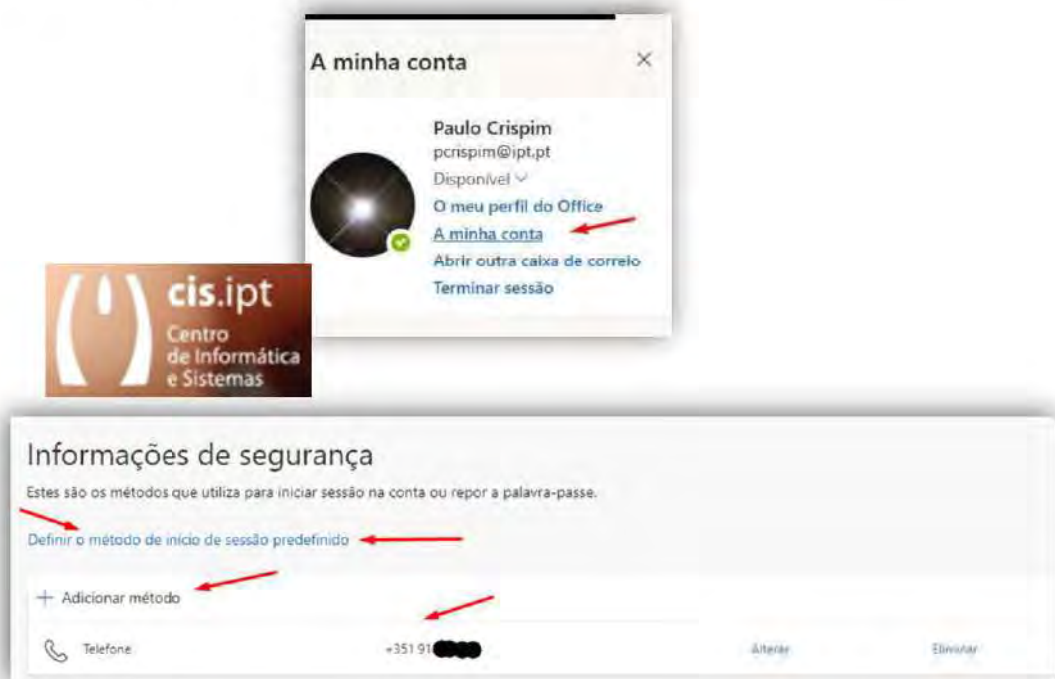 A minha conta
Paulo Crispim
pcrispim@ipt.pt
Disponível
O meu perfil do Office
A minha conta
Abrir outra caixa de correio
Terminar sessão
cis.ipt
Centro
de Informática
e Sistemas
Informações de segurança
Estes são os métodos que utiliza para iniciar sessão na conta ou repor a palavra-passe.
Definir o método de início de sessão predefinido
+ Adicionar método
Telefone +351 91 Alterar Eliminar